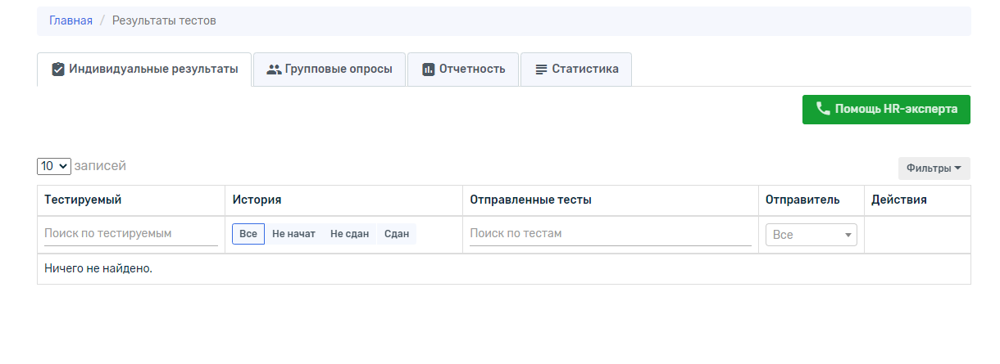 Главная / Результаты тестов
Индивидуальные результаты Групповые опросы Отчетность Статистика
Помощь HR-эксперта
10 записей
Фильтры
Тестируемый История Отправленные тесты Отправитель Действия
Поиск по тестируемым Все Не начат Не сдан Сдан Поиск по тестам Все
Ничего не найдено.